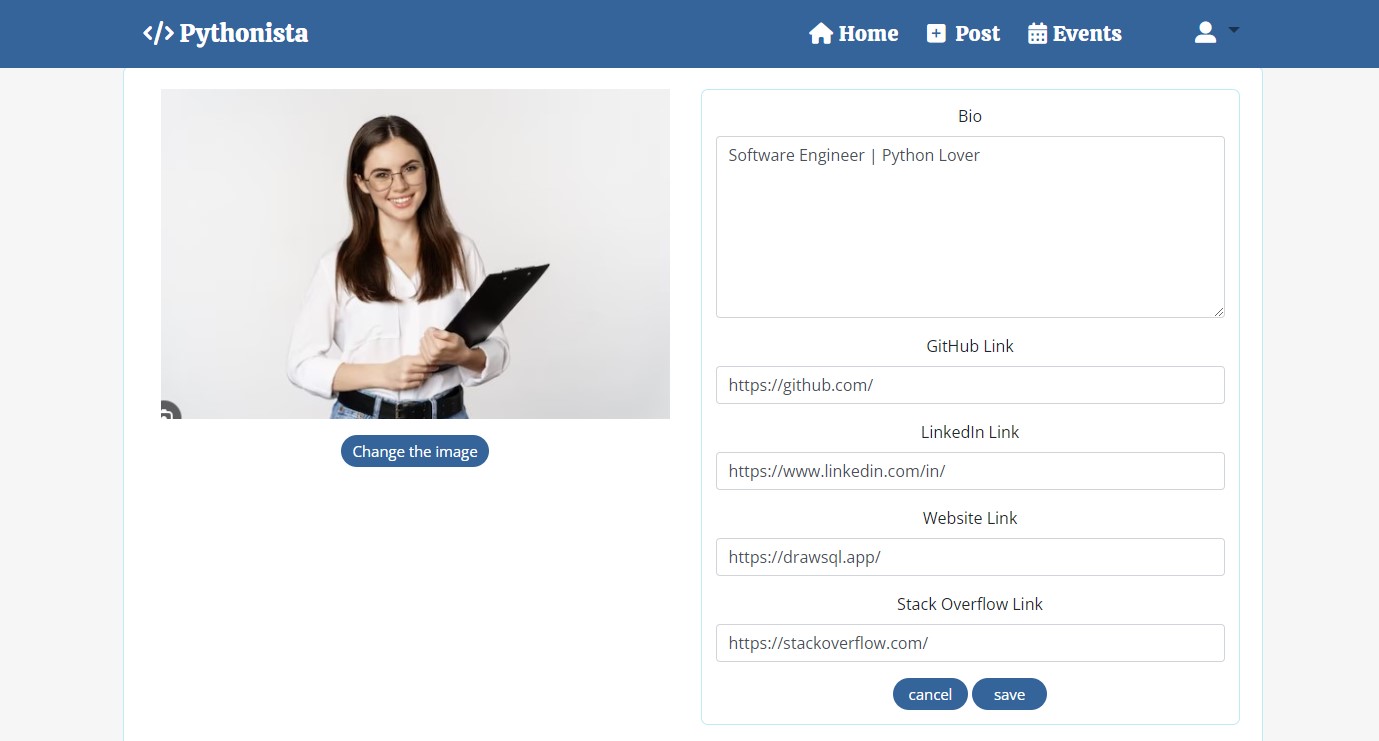 </> Pythonista
Home
Post
Events
Change the image
Bio
Software Engineer | Python Lover
GitHub Link
https://github.com/
LinkedIn Link
https://www.linkedin.com/in/
Website Link
https://drawsql.app/
Stack Overflow Link
https://stackoverflow.com/
cancel
save